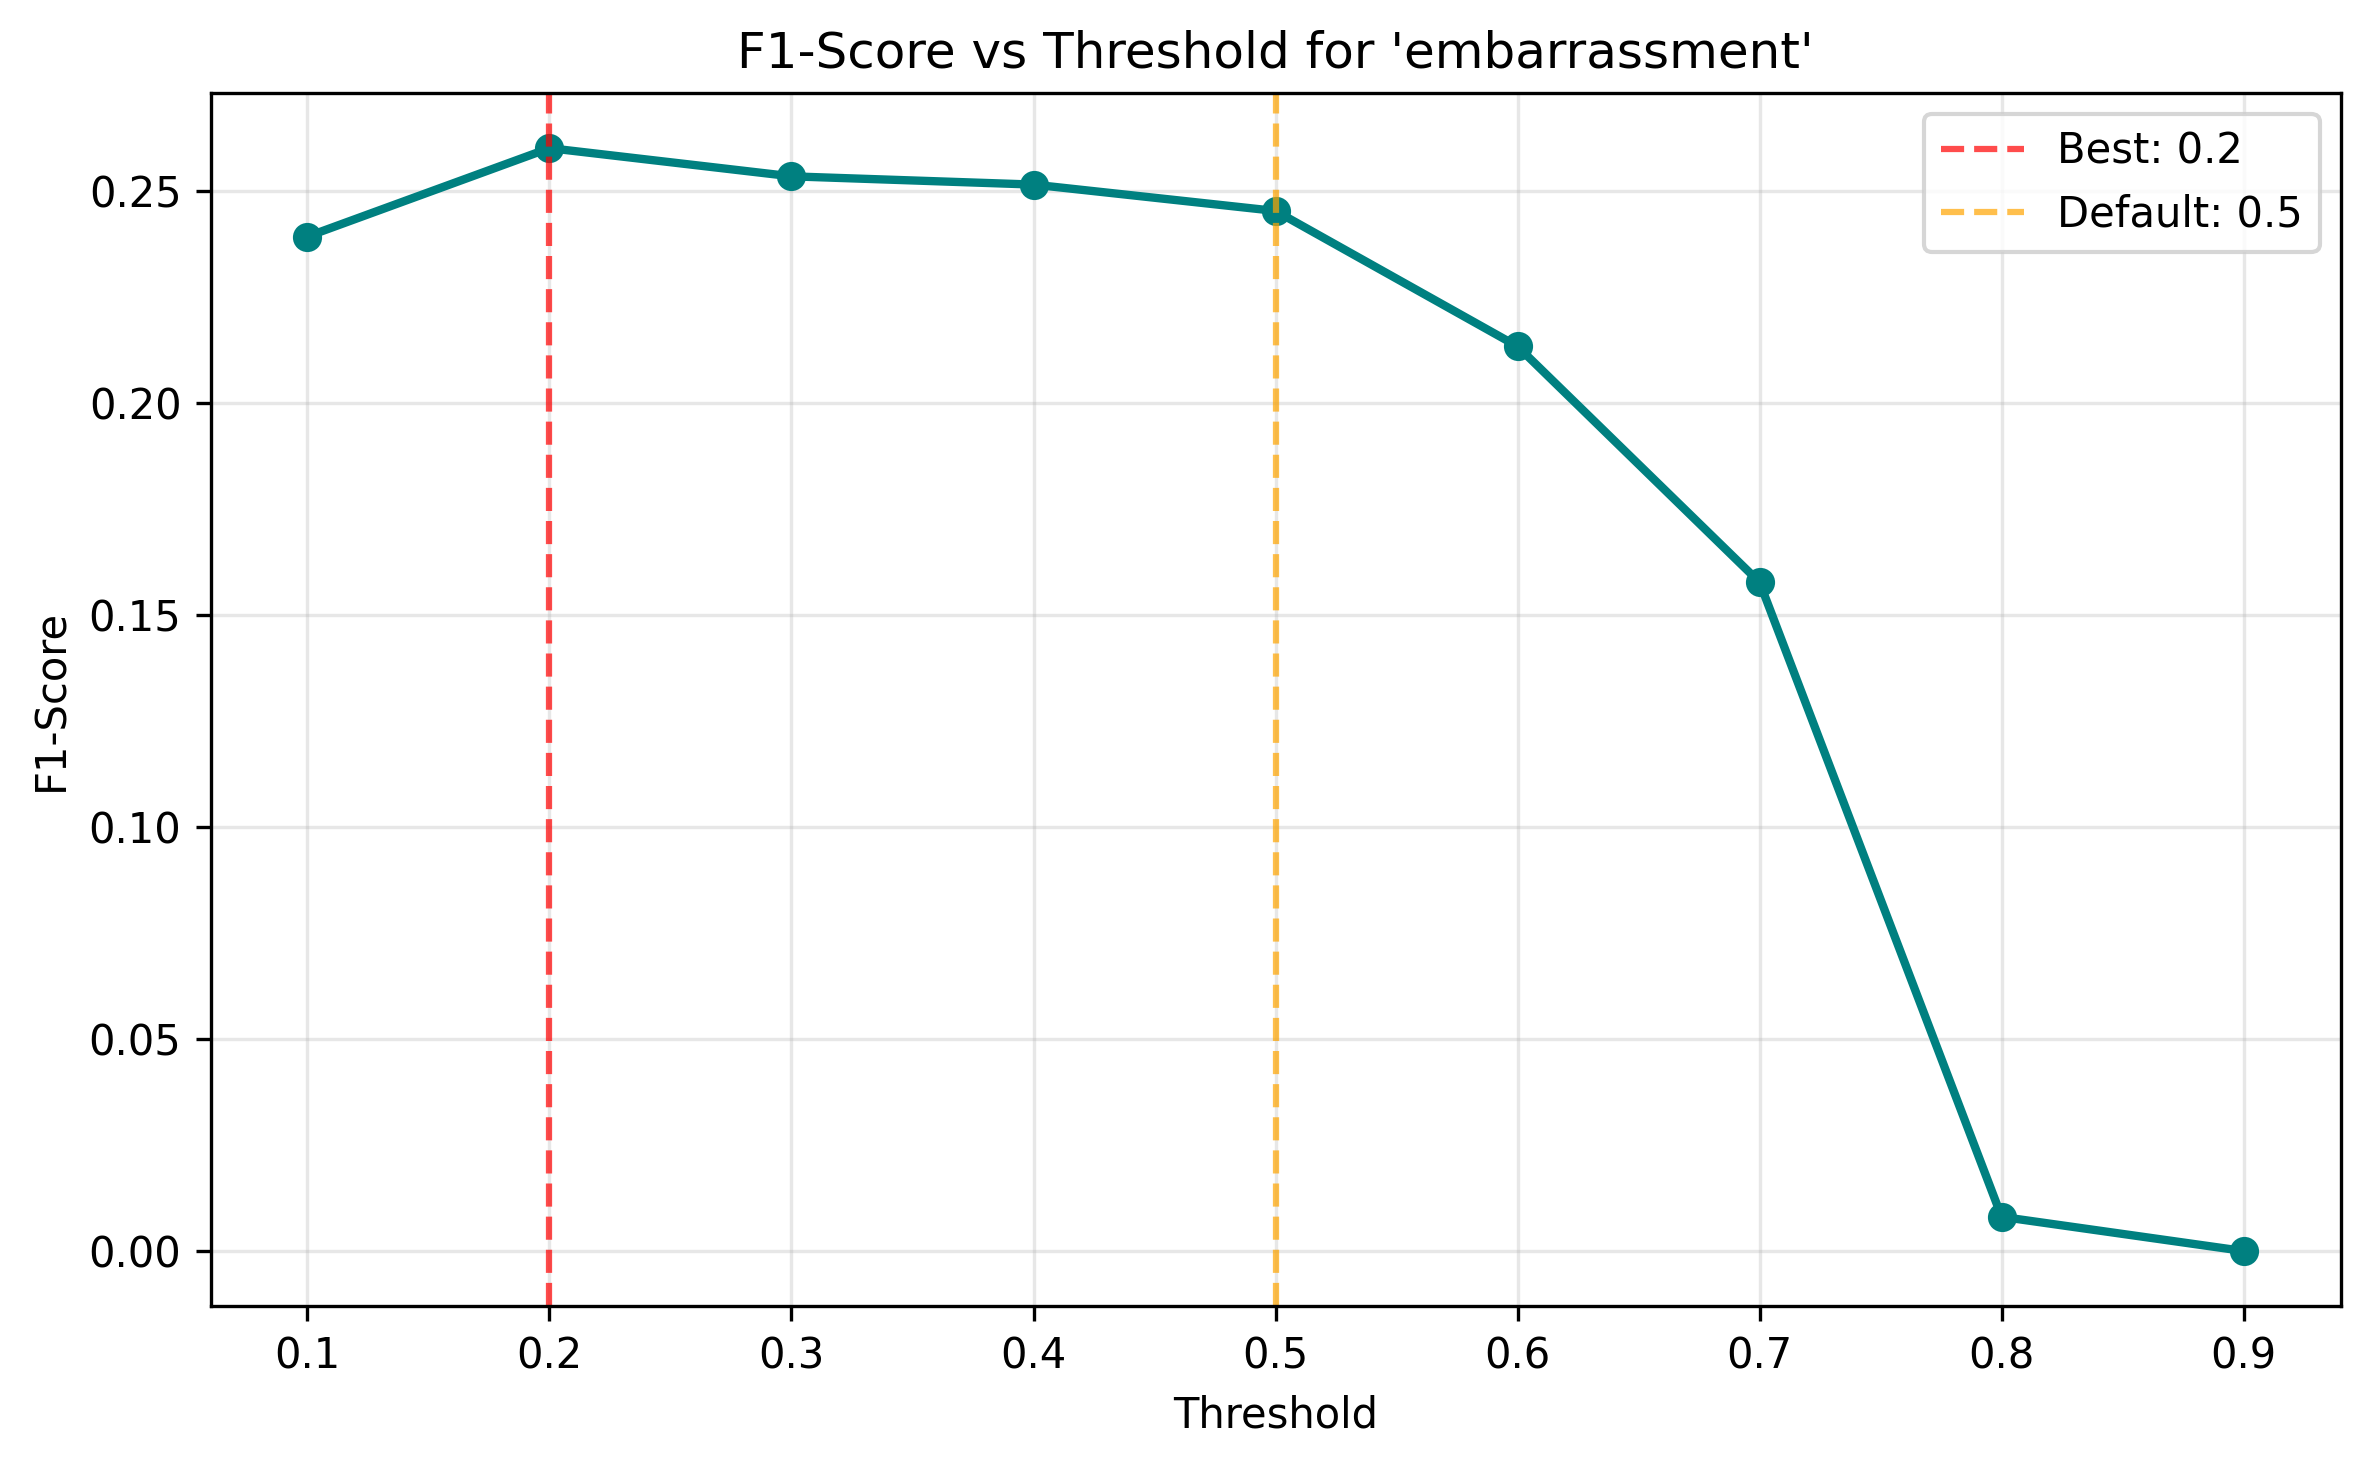 F1-Score vs Threshold for 'embarrassment'
Best: 0.2
Default: 0.5
F1-Score
0.25
0.20
0.15
0.10
0.05
0.00
0.1 0.2 0.3 0.4 0.5 0.6 0.7 0.8 0.9
Threshold